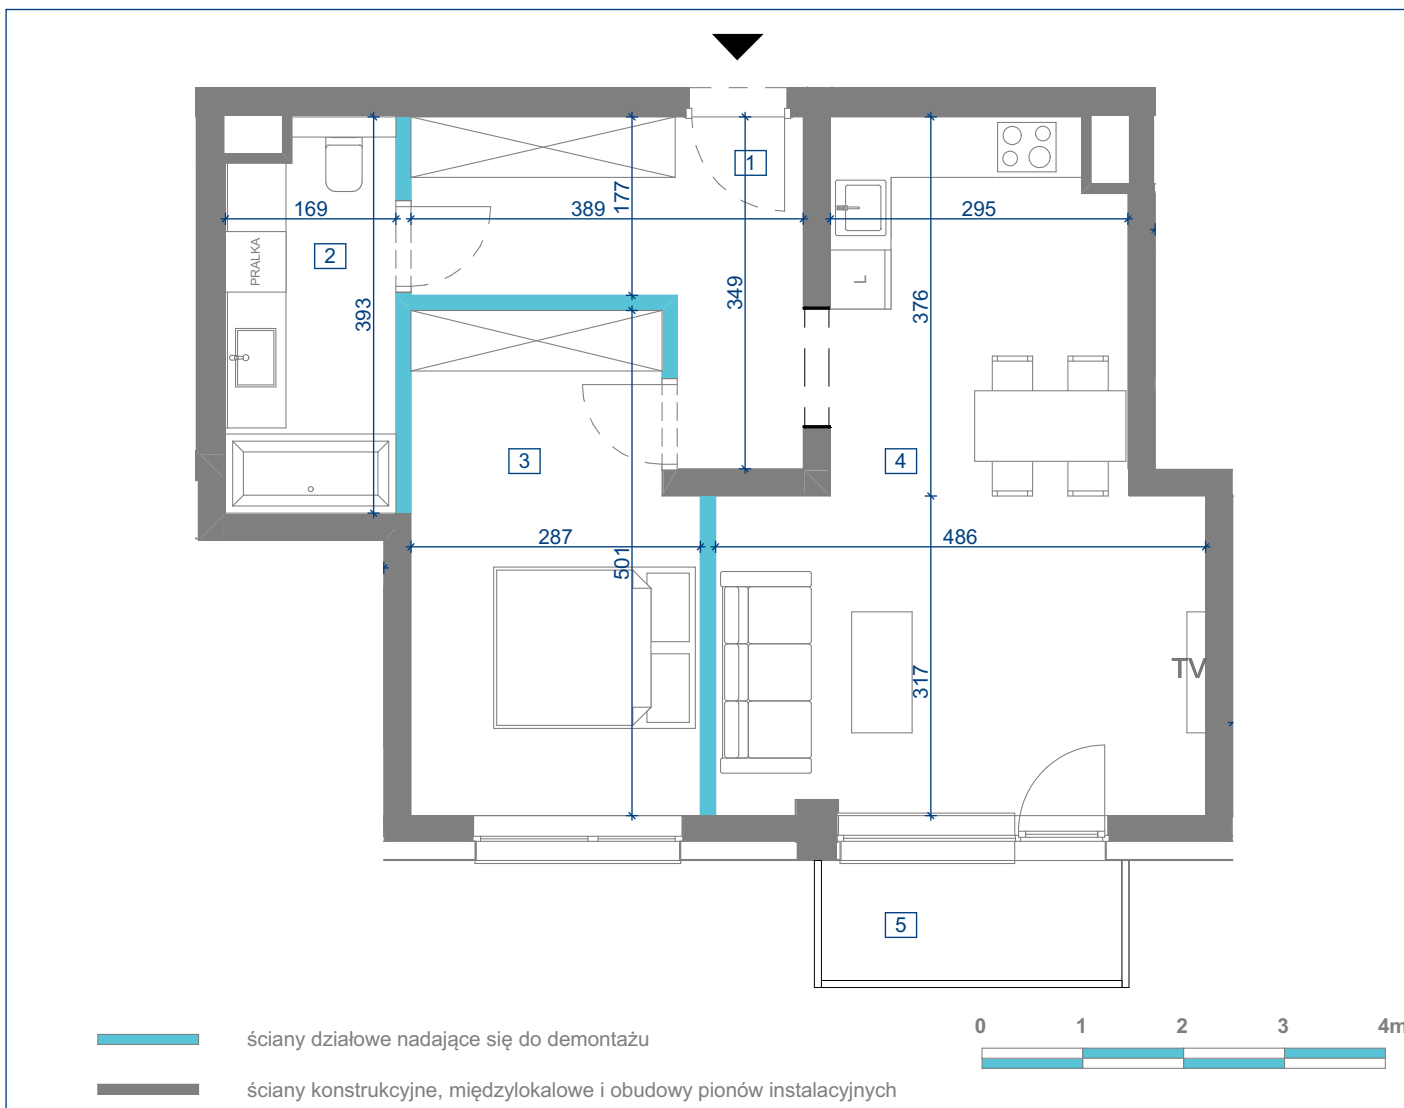 1
177
169
389
295
2
PRALKA
349
L
393
376
3
4
287
501
486
317
TV
5
0 1 2 3 4m
ściany działowe nadające się do demontażu
ściany konstrukcyjne, międzylokalowe i obudowy pionów instalacyjnych